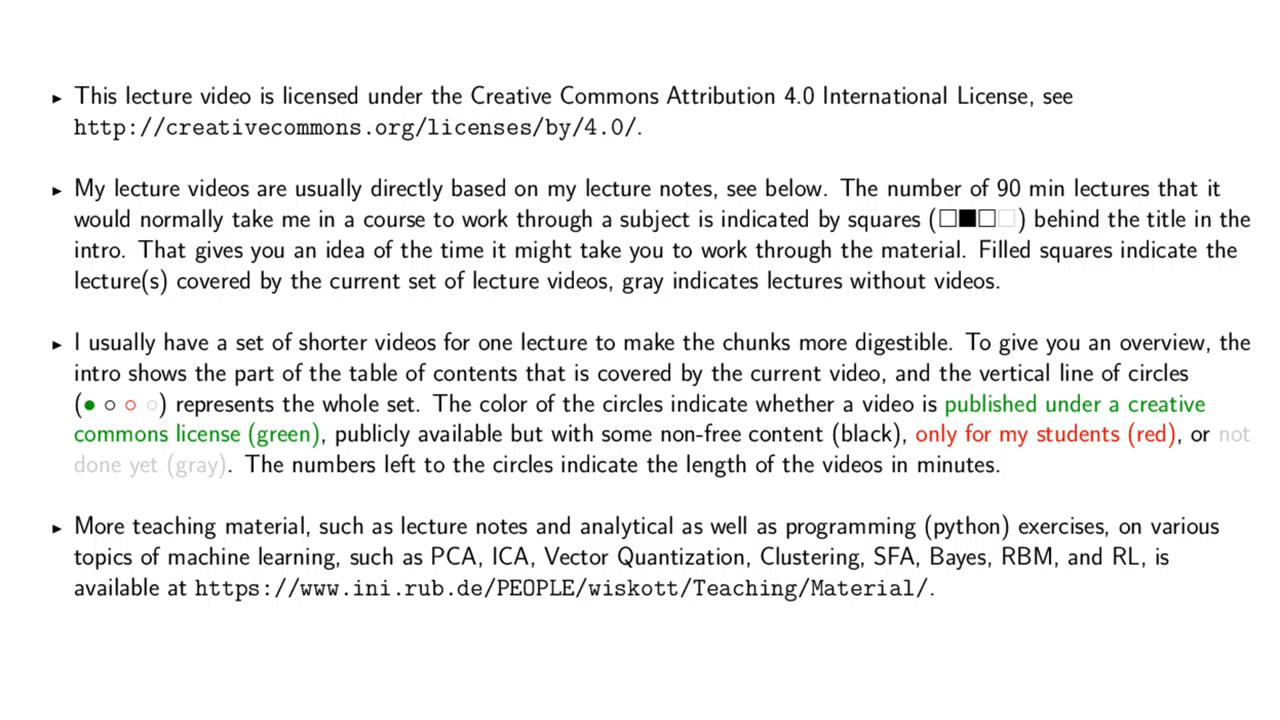 ▸ This lecture video is licensed under the Creative Commons Attribution 4.0 International License, see
http://creativecommons.org/licenses/by/4.0/.
▸ My lecture videos are usually directly based on my lecture notes, see below. The number of 90 min lectures that it
would normally take me in a course to work through a subject is indicated by squares (□■□□) behind the title in the
intro. That gives you an idea of the time it might take you to work through the material. Filled squares indicate the
lecture(s) covered by the current set of lecture videos, gray indicates lectures without videos.
▸ I usually have a set of shorter videos for one lecture to make the chunks more digestible. To give you an overview, the
intro shows the part of the table of contents that is covered by the current video, and the vertical line of circles
(● ○ ○ ○) represents the whole set. The color of the circles indicate whether a video is published under a creative
commons license (green), publicly available but with some non-free content (black), only for my students (red), or not
done yet (gray). The numbers left to the circles indicate the length of the videos in minutes.
▸ More teaching material, such as lecture notes and analytical as well as programming (python) exercises, on various
topics of machine learning, such as PCA, ICA, Vector Quantization, Clustering, SFA, Bayes, RBM, and RL, is
available at https://www.ini.rub.de/PEOPLE/wiskott/Teaching/Material/.